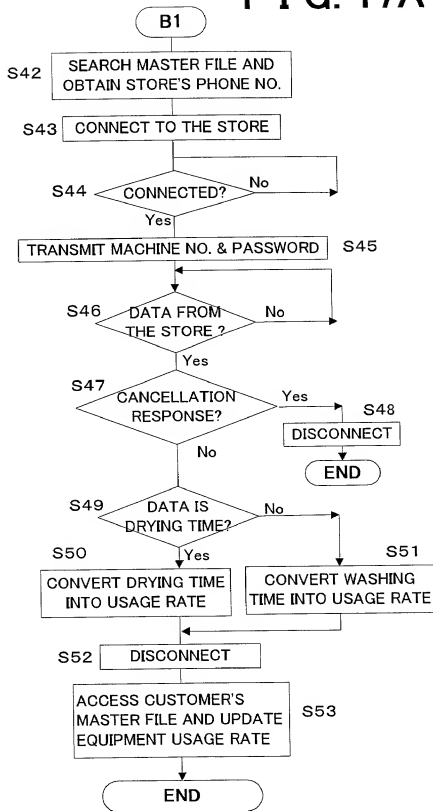 FIG. 17A
B1
S42
SEARCH MASTER FILE AND
OBTAIN STORE'S PHONE NO.
S43
CONNECT TO THE STORE
S44
CONNECTED?
No
Yes
TRANSMIT MACHINE NO. & PASSWORD
S45
S46
DATA FROM
THE STORE ?
No
Yes
S47
CANCELLATION
RESPONSE?
Yes
S48
DISCONNECT
END
No
S49
DATA IS
DRYING TIME?
No
S50
Yes
S51
CONVERT DRYING TIME
INTO USAGE RATE
CONVERT WASHING
TIME INTO USAGE RATE
S52
DISCONNECT
ACCESS CUSTOMER'S
MASTER FILE AND UPDATE
EQUIPMENT USAGE RATE
S53
END